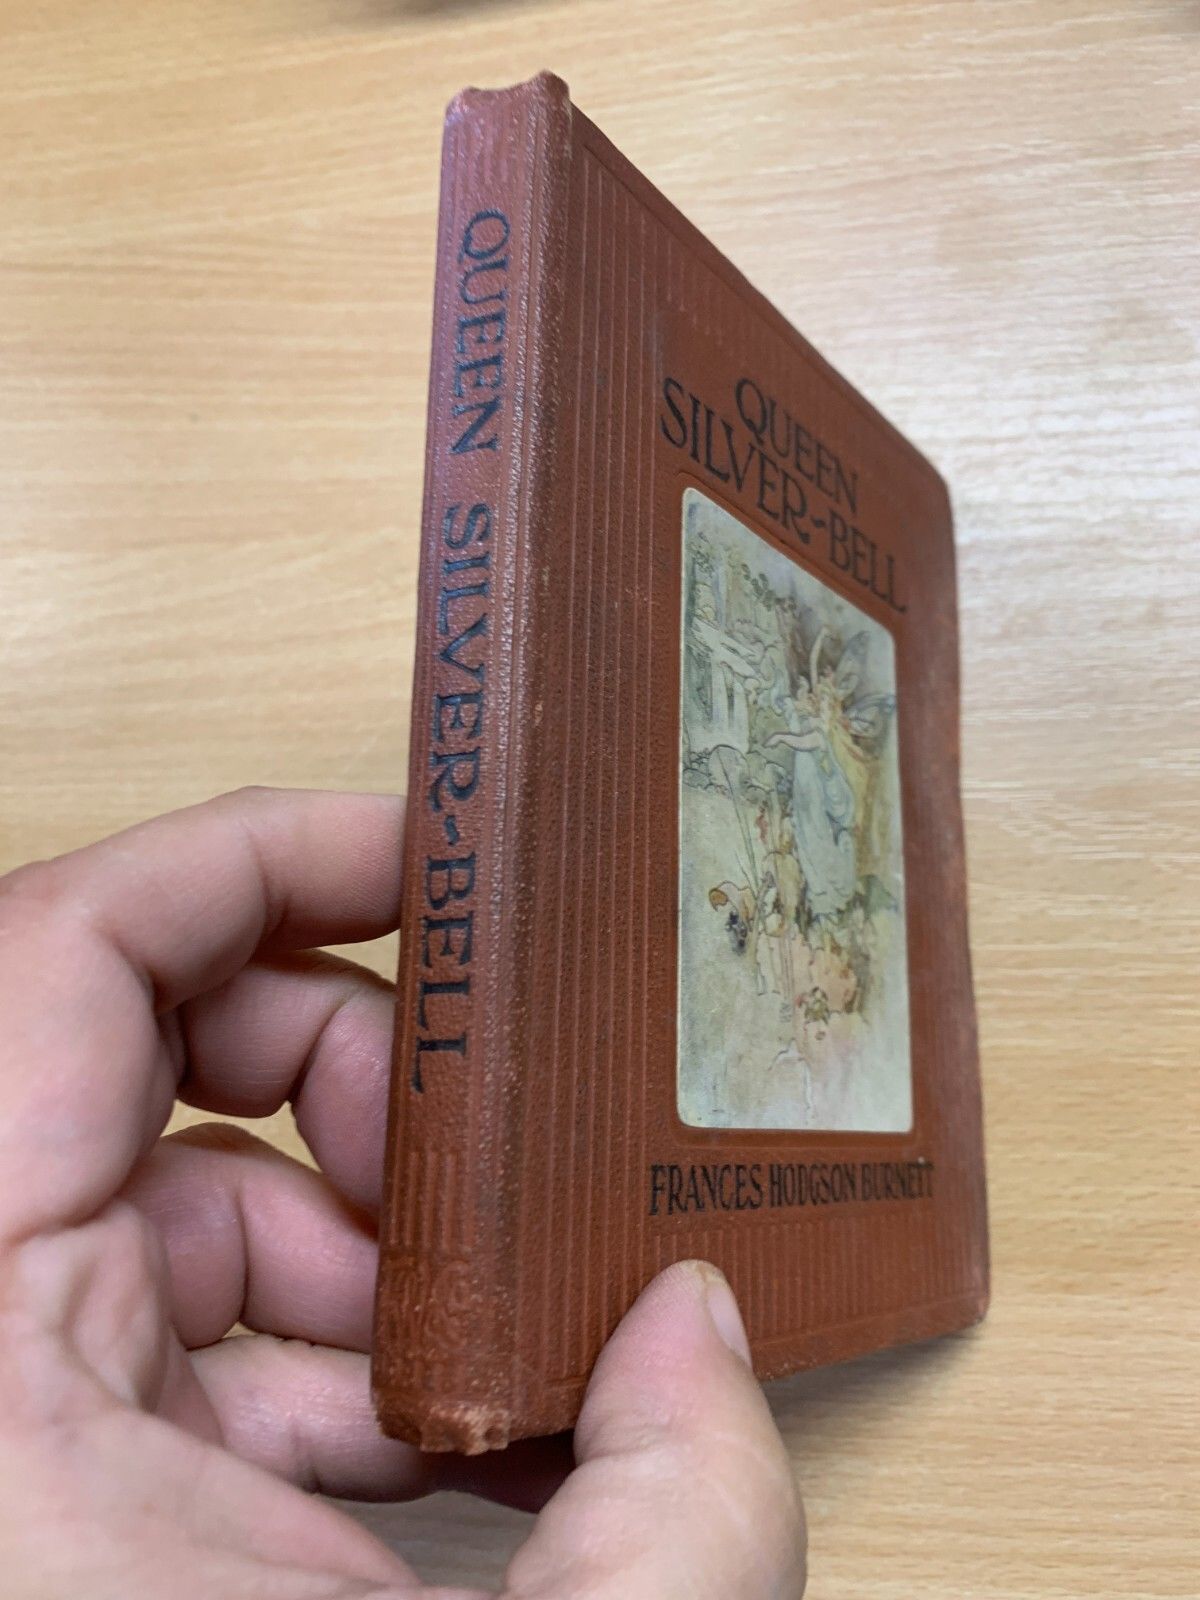 QUEEN SILVER-BELL
QUEEN
SILVER-BELL
FRANCES HODGSON BURNETT